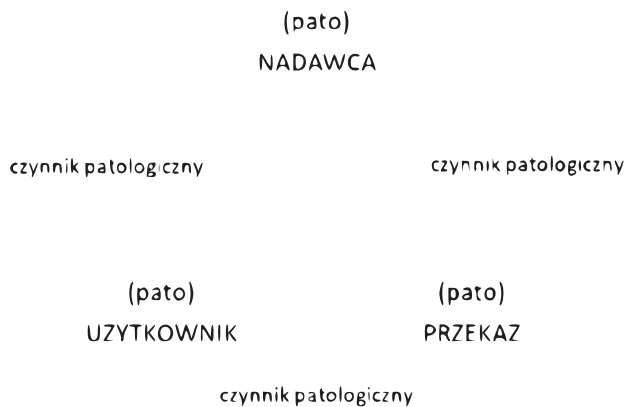 (pato)
NADAWCA
czynnik patologiczny
czynnik patologiczny
(pato)
UZYTKOWNIK
(pato)
PRZEKAZ
czynnik patologiczny